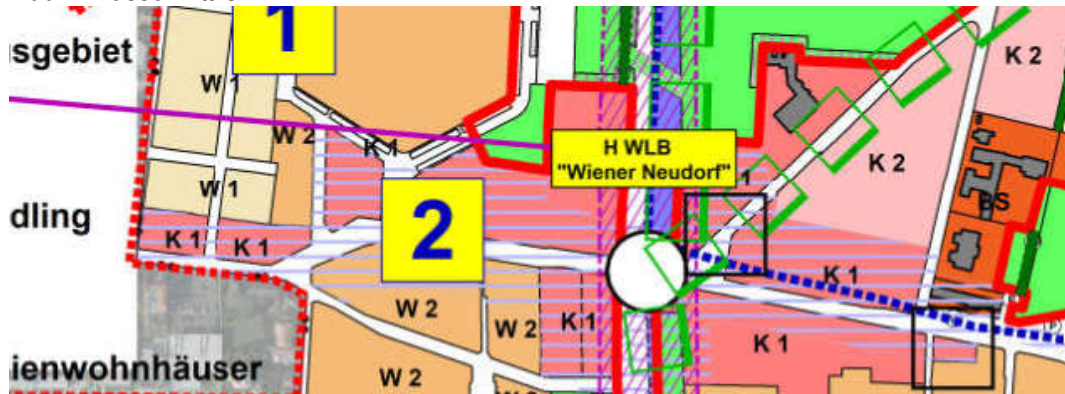 1
sgebiet
W 1
K 2
W 2
K 1
H WLB
"Wiener Neudorf"
1
K 2
W 1
BS
dling
2
K 1
K 1
K 1
W 2
W 2
K 1
K 1
ienwohnhäuser
W 2